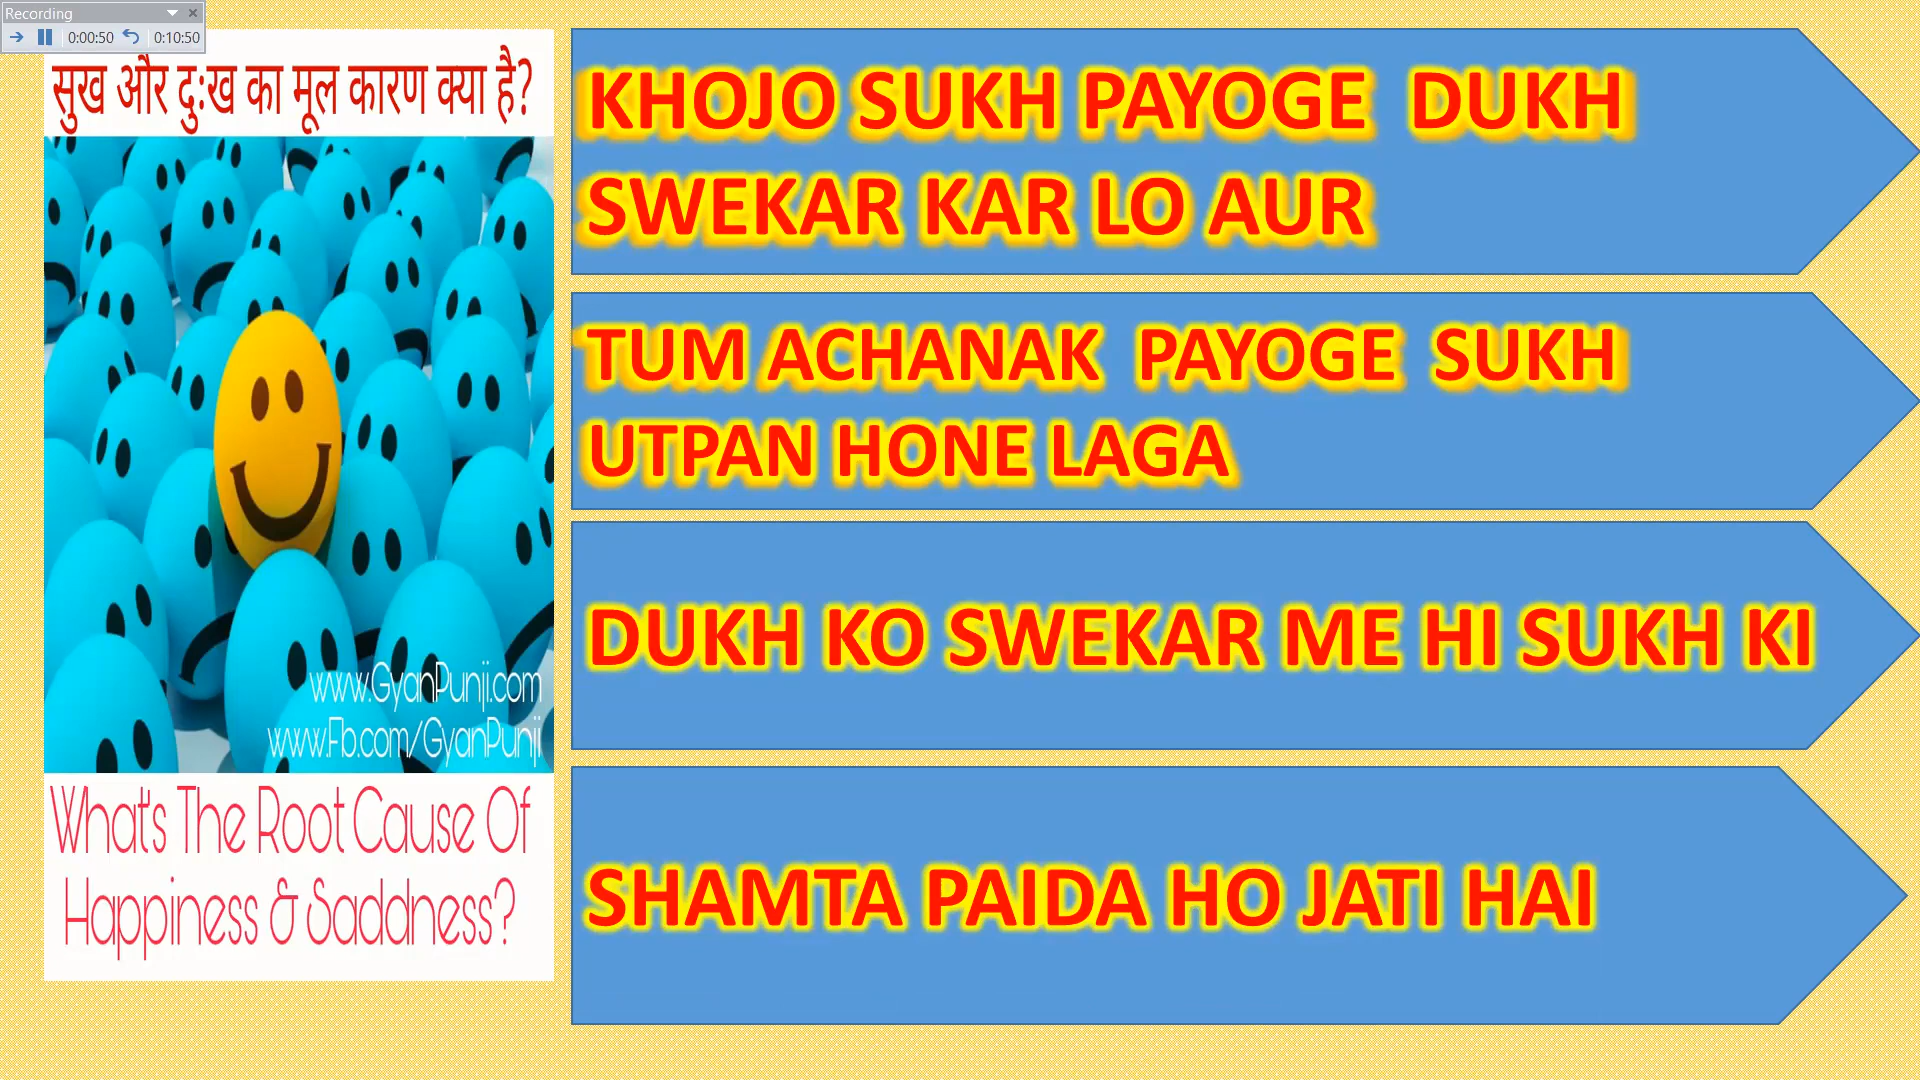 Recording
0:00:50 0:10:50
सुख और दु:ख का मूल कारण क्या है?
www.GyanPunji.com
www.Fb.com/GyanPunji
What's The Root Cause Of
Happiness & Saddness?
KHOJO SUKH PAYOGE DUKH
SWEKAR KAR LO AUR
TUM ACHANAK PAYOGE SUKH
UTPAN HONE LAGA
DUKH KO SWEKAR ME HI SUKH KI
SHAMTA PAIDA HO JATI HAI